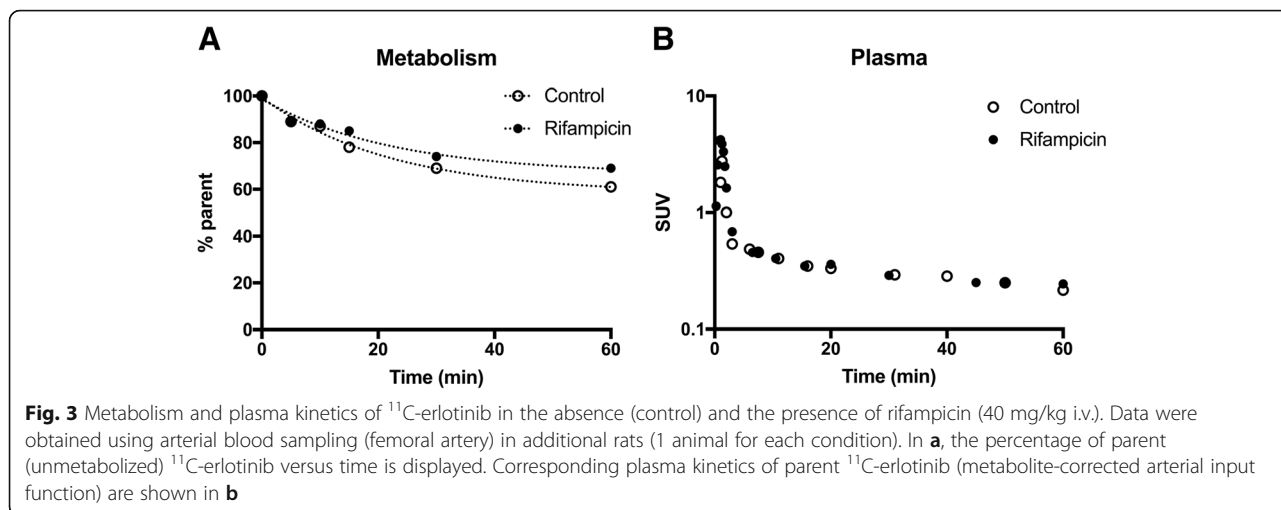 A
Metabolism
% parent
100
80
60
40
20
0
0 20 40 60
Time (min)
Control
Rifampicin
B
Plasma
SUV
10
1
0.1
0 20 40 60
Time (min)
Control
Rifampicin
Fig. 3 Metabolism and plasma kinetics of ¹¹C-erlotinib in the absence (control) and the presence of rifampicin (40 mg/kg i.v.). Data were
obtained using arterial blood sampling (femoral artery) in additional rats (1 animal for each condition). In a, the percentage of parent
(unmetabolized) ¹¹C-erlotinib versus time is displayed. Corresponding plasma kinetics of parent ¹¹C-erlotinib (metabolite-corrected arterial input
function) are shown in b